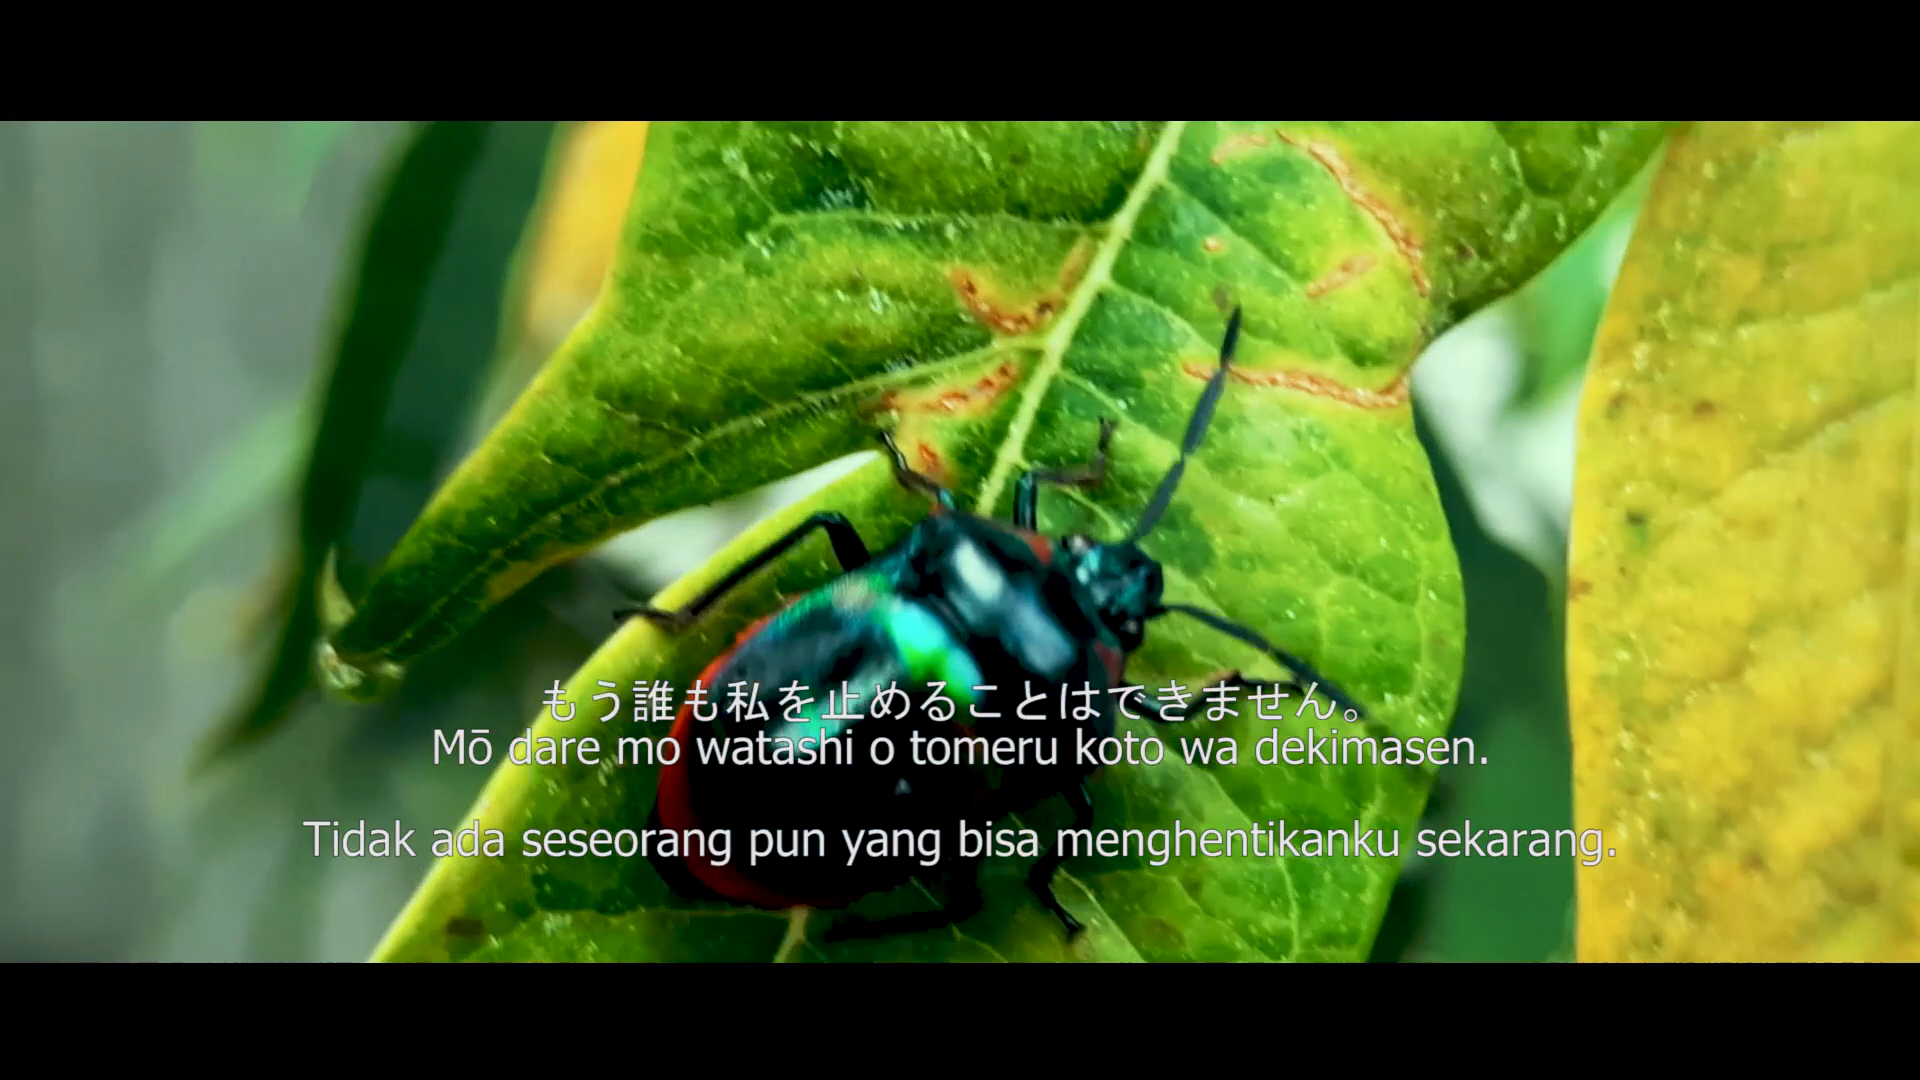 もう誰も私を止めることはできません。
Mō dare mo watashi o tomeru koto wa dekimasen.
Tidak ada seseorang pun yang bisa menghentikanku sekarang.